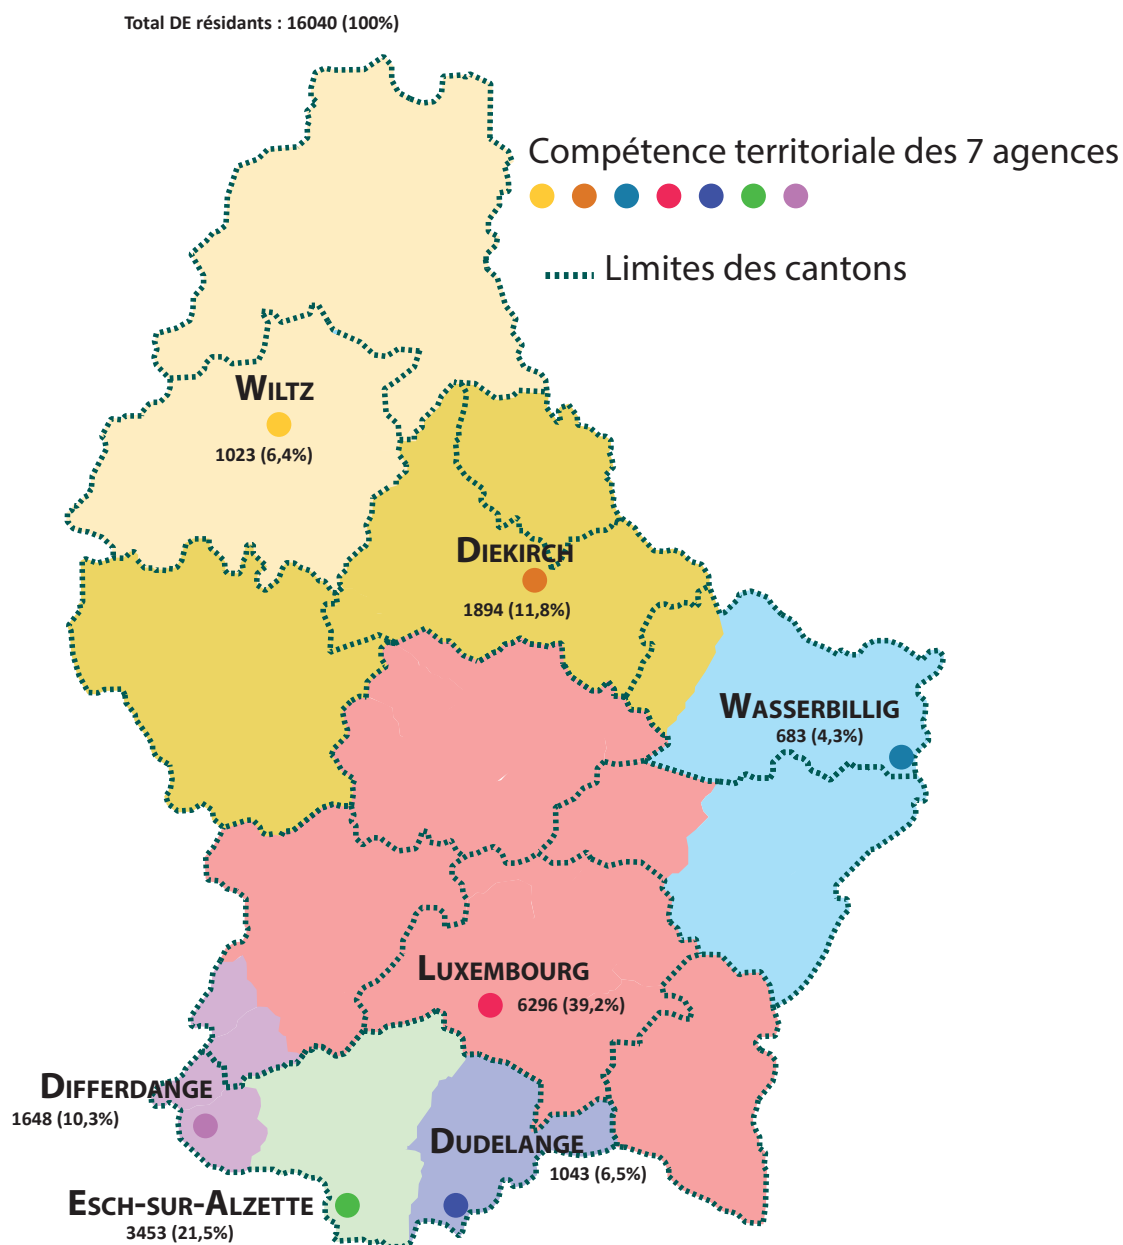 Total DE résidants : 16040 (100%)
Compétence territoriale des 7 agences
Limites des cantons
Wiltz
1023 (6,4%)
Diekirch
1894 (11,8%)
Wasserbillig
683 (4,3%)
Luxembourg
6296 (39,2%)
Differdange
1648 (10,3%)
Dudelange
1043 (6,5%)
Esch-sur-Alzette
3453 (21,5%)